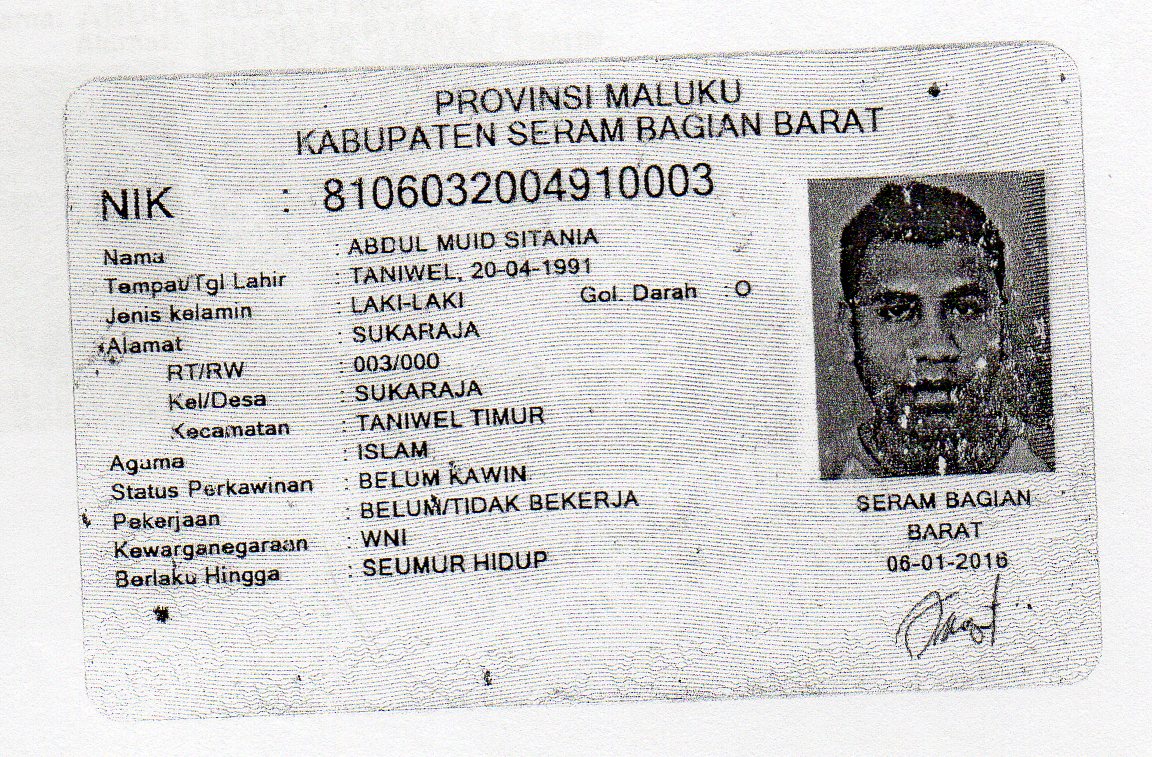 PROVINSI MALUKU
KABUPATEN SERAM BAGIAN BARAT
NIK : 8106032004910003
Nama : ABDUL MUID SITANIA
Tempat/Tgl Lahir : TANIWEL, 20-04-1991
Jenis kelamin : LAKI-LAKI Gol. Darah : O
Alamat : SUKARAJA
RT/RW : 003/000
Kel/Desa : SUKARAJA
Kecamatan : TANIWEL TIMUR
Agama : ISLAM
Status Perkawinan : BELUM KAWIN
Pekerjaan : BELUM/TIDAK BEKERJA
Kewarganegaraan : WNI
Berlaku Hingga : SEUMUR HIDUP
SERAM BAGIAN
BARAT
06-01-2016